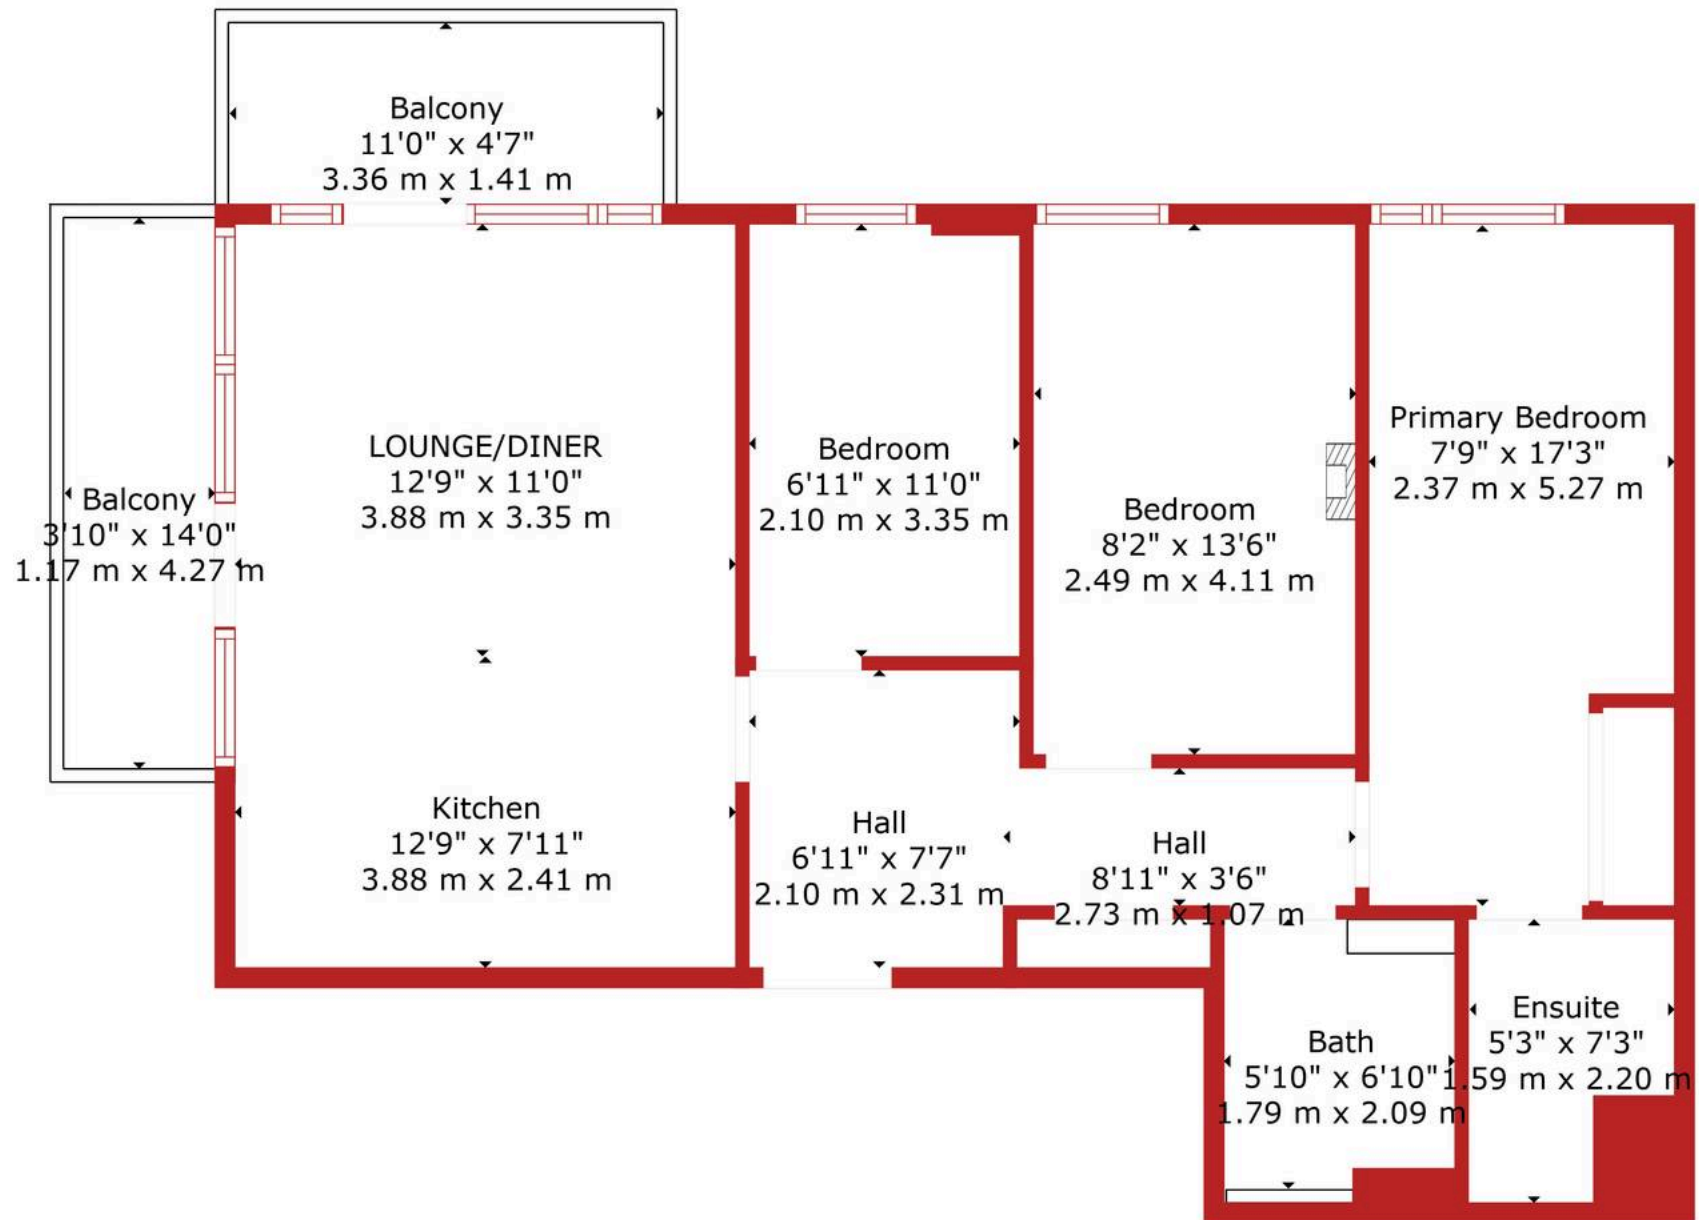 Balcony
11'0" x 4'7"
3.36 m x 1.41 m
LOUNGE/DINER
12'9" x 11'0"
3.88 m x 3.35 m
Balcony
3'10" x 14'0"
1.17 m x 4.27 m
Bedroom
6'11" x 11'0"
2.10 m x 3.35 m
Bedroom
8'2" x 13'6"
2.49 m x 4.11 m
Primary Bedroom
7'9" x 17'3"
2.37 m x 5.27 m
Kitchen
12'9" x 7'11"
3.88 m x 2.41 m
Hall
6'11" x 7'7"
2.10 m x 2.31 m
Hall
8'11" x 3'6"
2.73 m x 1.07 m
Bath
5'10" x 6'10"
1.79 m x 2.09 m
Ensuite
5'3" x 7'3"
1.59 m x 2.20 m